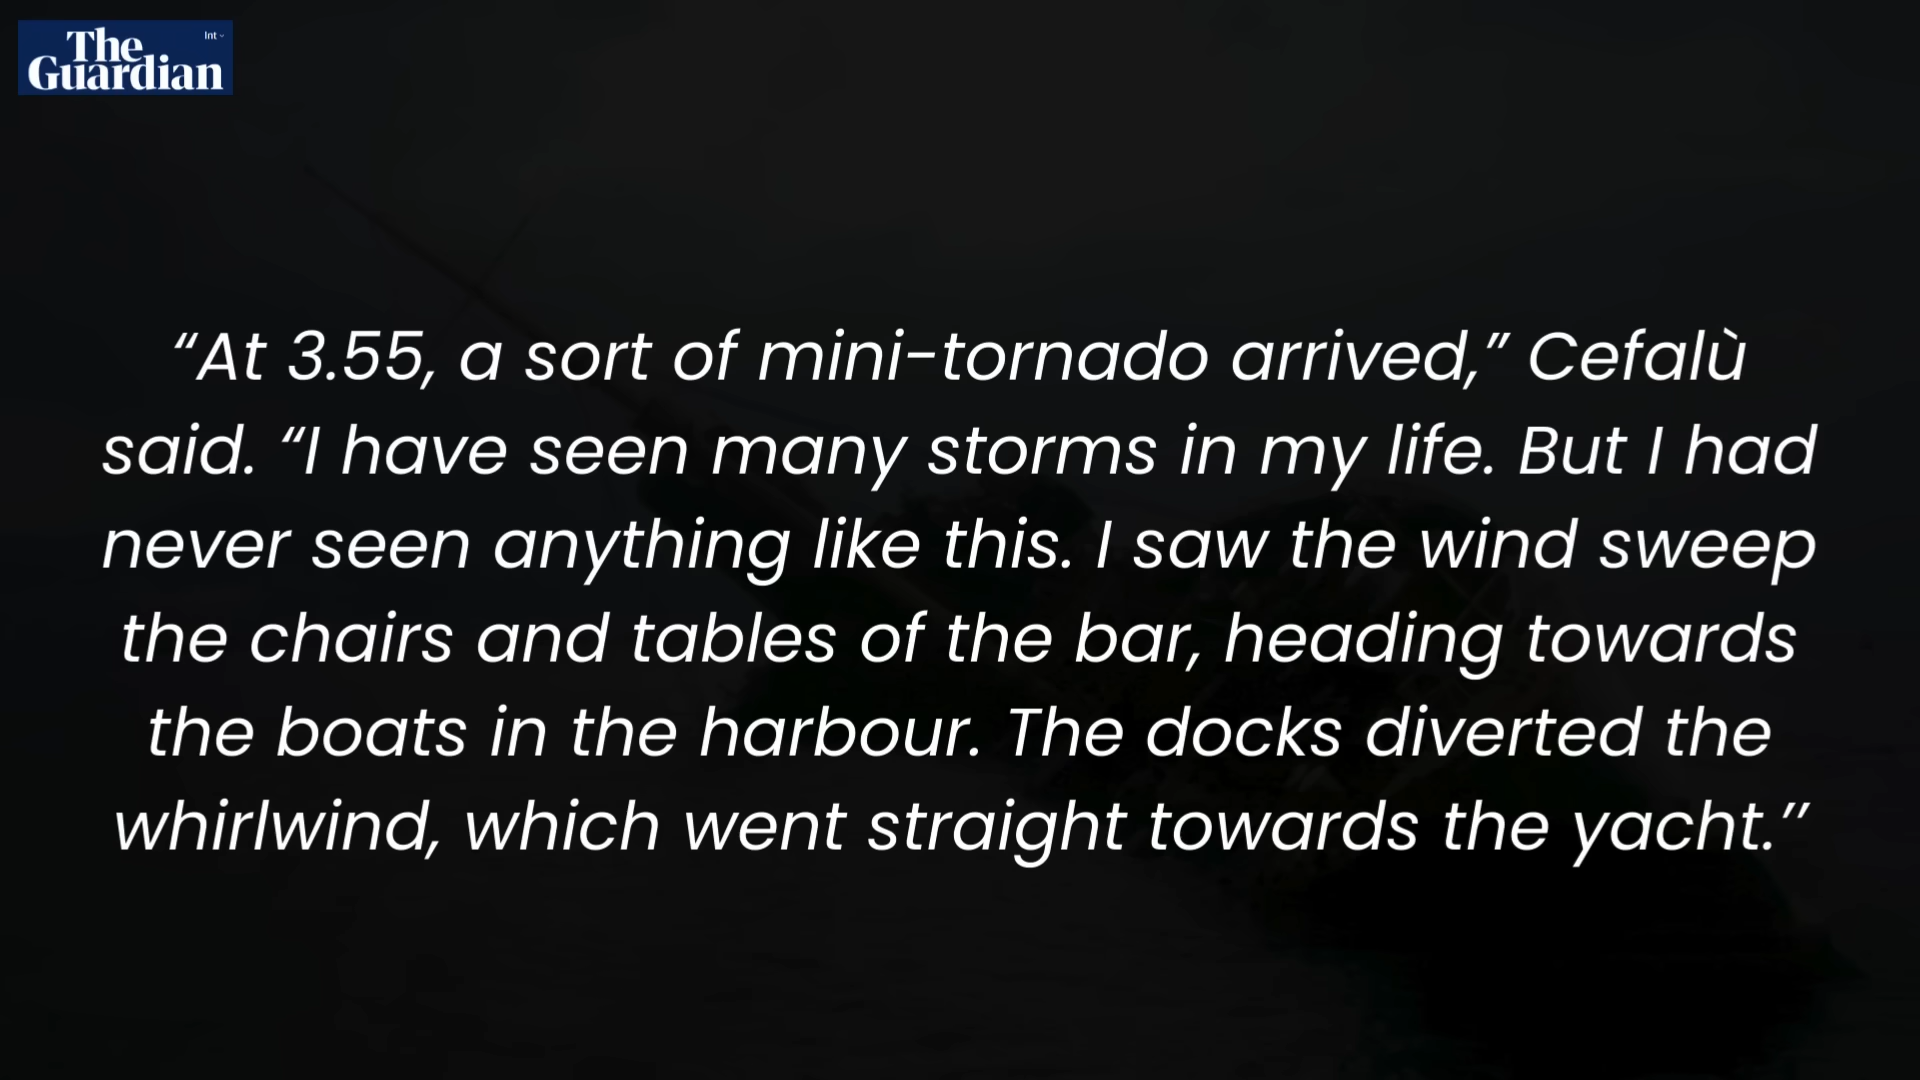 The
Guardian
Int
“At 3.55, a sort of mini-tornado arrived,” Cefalù
said. “I have seen many storms in my life. But I had
never seen anything like this. I saw the wind sweep
the chairs and tables of the bar, heading towards
the boats in the harbour. The docks diverted the
whirlwind, which went straight towards the yacht.’’